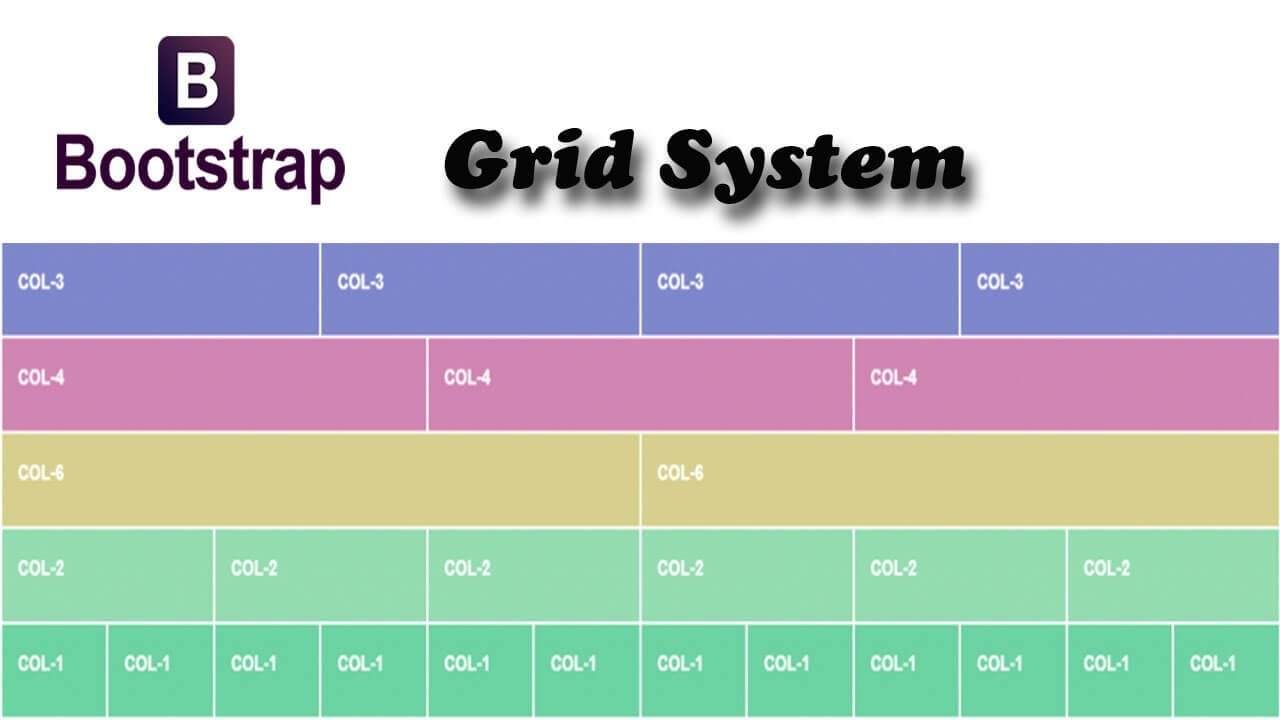 B
Bootstrap Grid System
COL-3 COL-3 COL-3 COL-3
COL-4 COL-4 COL-4
COL-6 COL-6
COL-2 COL-2 COL-2 COL-2 COL-2 COL-2
COL-1 COL-1 COL-1 COL-1 COL-1 COL-1 COL-1 COL-1 COL-1 COL-1 COL-1 COL-1